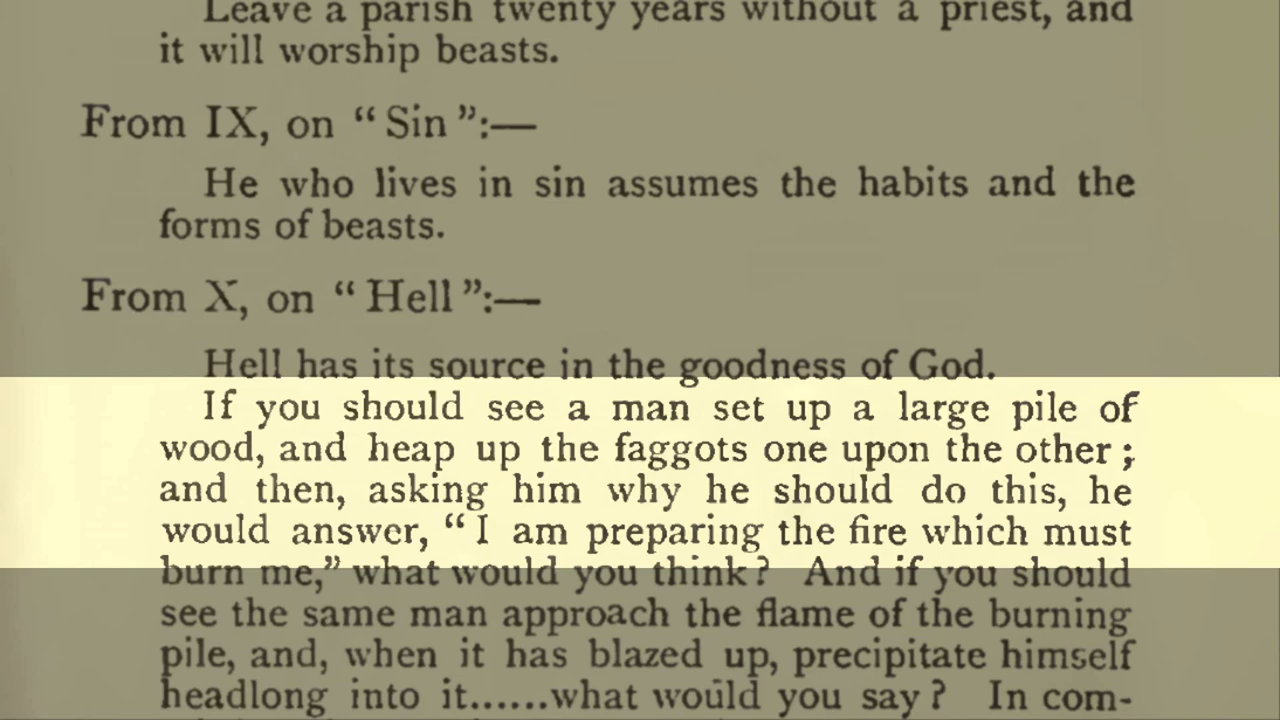 Leave a parish twenty years without a priest, and
it will worship beasts.
From IX, on “ Sin ”:—
He who lives in sin assumes the habits and the
forms of beasts.
From X, on “ Hell ”:—
Hell has its source in the goodness of God.
If you should see a man set up a large pile of
wood, and heap up the faggots one upon the other ;
and then, asking him why he should do this, he
would answer, “ I am preparing the fire which must
burn me,” what would you think ? And if you should
see the same man approach the flame of the burning
pile, and, when it has blazed up, precipitate himself
headlong into it......what would you say ? In com-